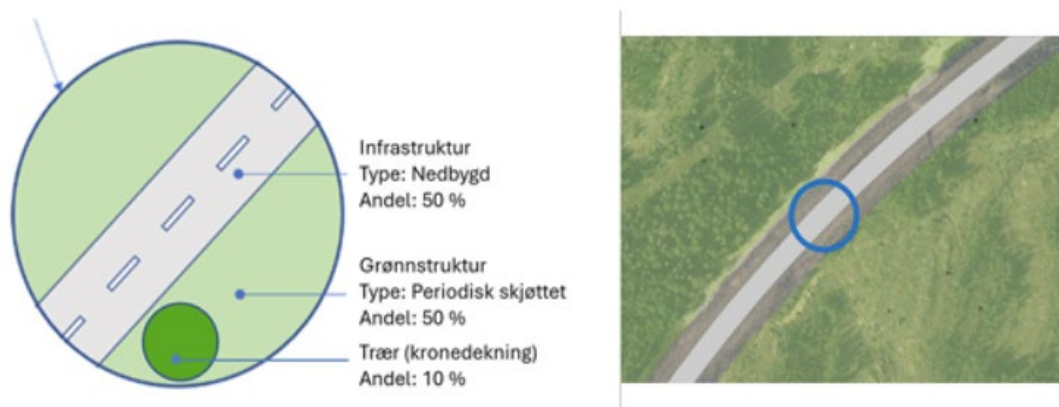 Infrastruktur
Type: Nedbygd
Andel: 50 %
Grønnstruktur
Type: Periodisk skjøttet
Andel: 50 %
Trær (kronedekning)
Andel: 10 %